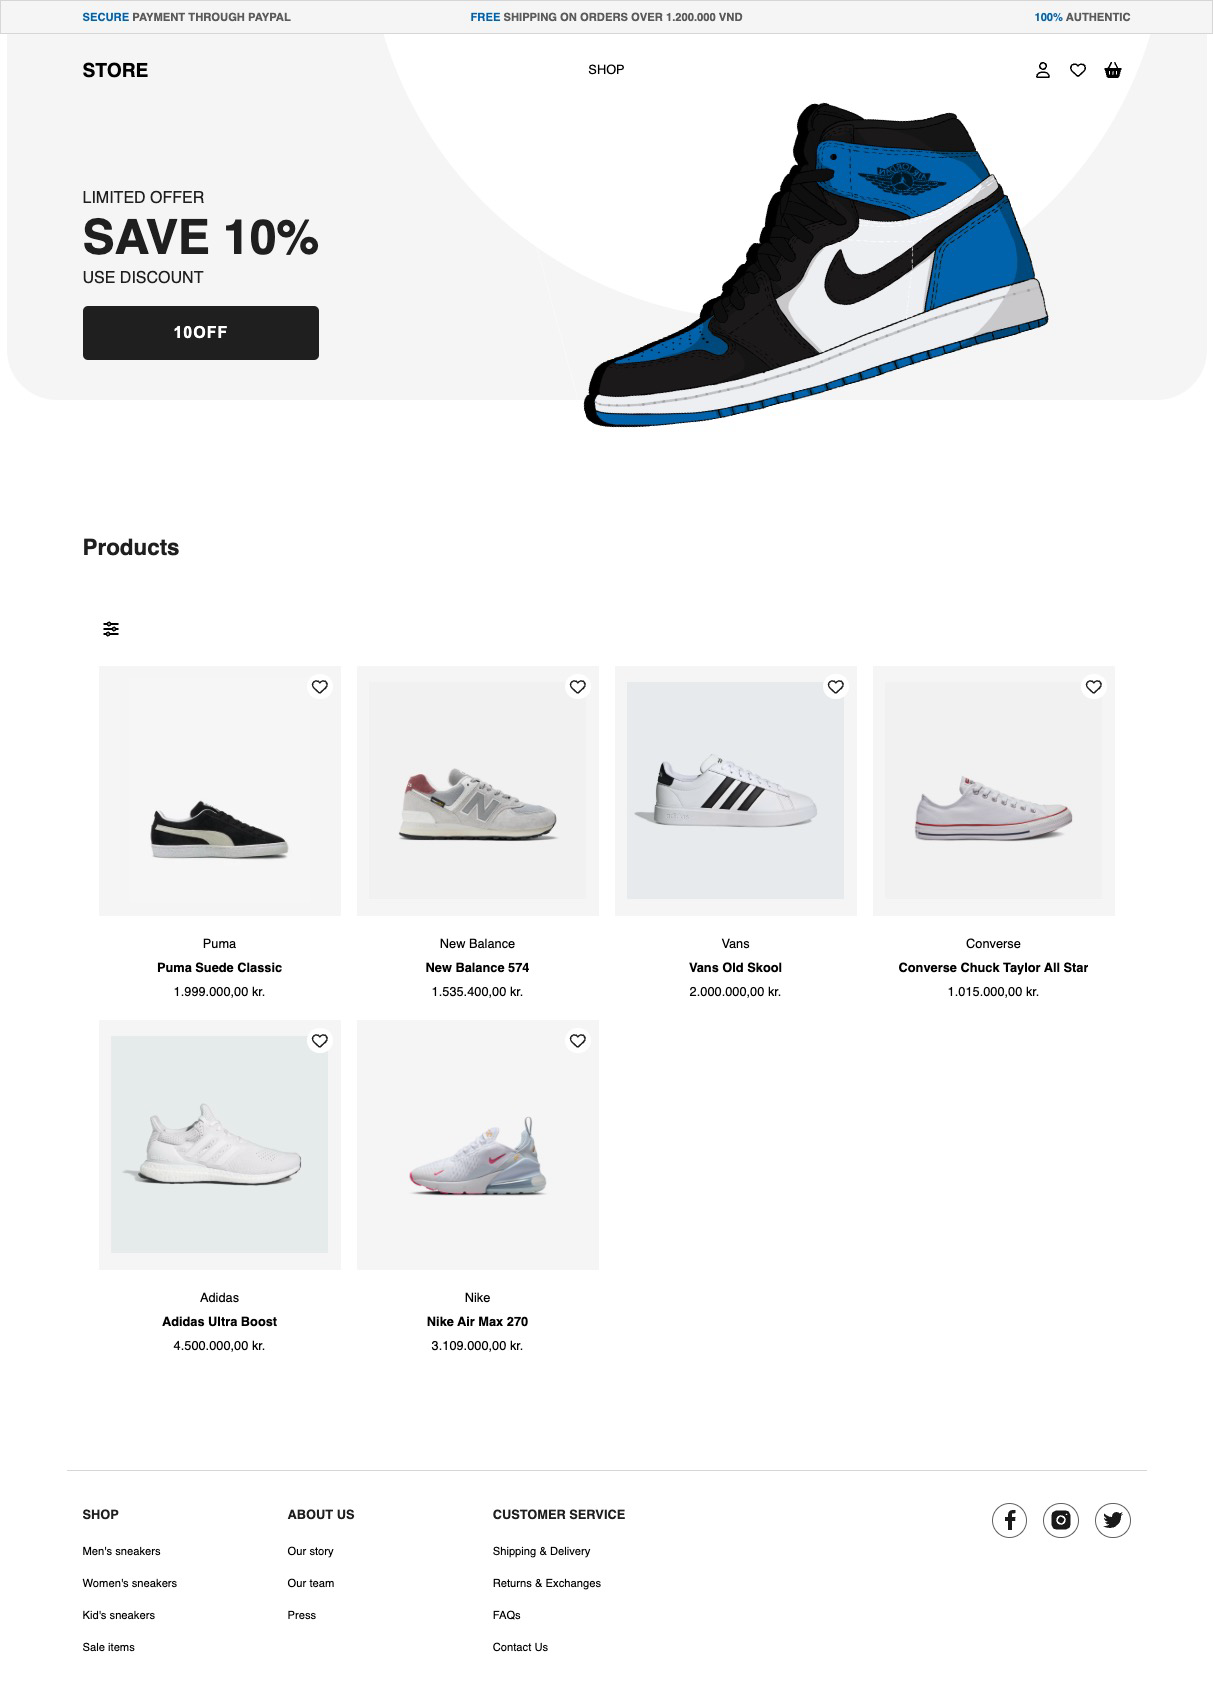 SECURE PAYMENT THROUGH PAYPAL
FREE SHIPPING ON ORDERS OVER 1.200.000 VND
100% AUTHENTIC
STORE
SHOP
LIMITED OFFER
SAVE 10%
USE DISCOUNT
10OFF
Products
Puma
Puma Suede Classic
1.999.000,00 kr.
New Balance
New Balance 574
1.535.400,00 kr.
Vans
Vans Old Skool
2.000.000,00 kr.
Converse
Converse Chuck Taylor All Star
1.015.000,00 kr.
Adidas
Adidas Ultra Boost
4.500.000,00 kr.
Nike
Nike Air Max 270
3.109.000,00 kr.
SHOP
Men's sneakers
Women's sneakers
Kid's sneakers
Sale items
ABOUT US
Our story
Our team
Press
CUSTOMER SERVICE
Shipping & Delivery
Returns & Exchanges
FAQs
Contact Us